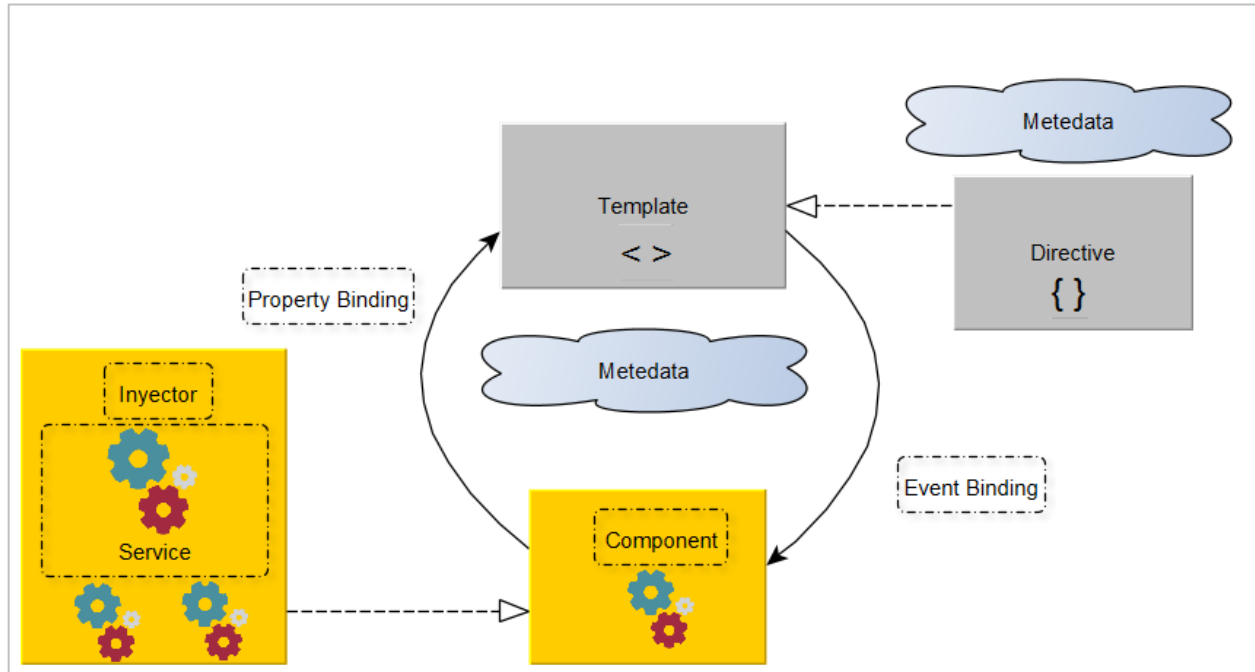 Metedata
Template
< >
Directive
{ }
Property Binding
Metedata
Inyector
Event Binding
Component
Service